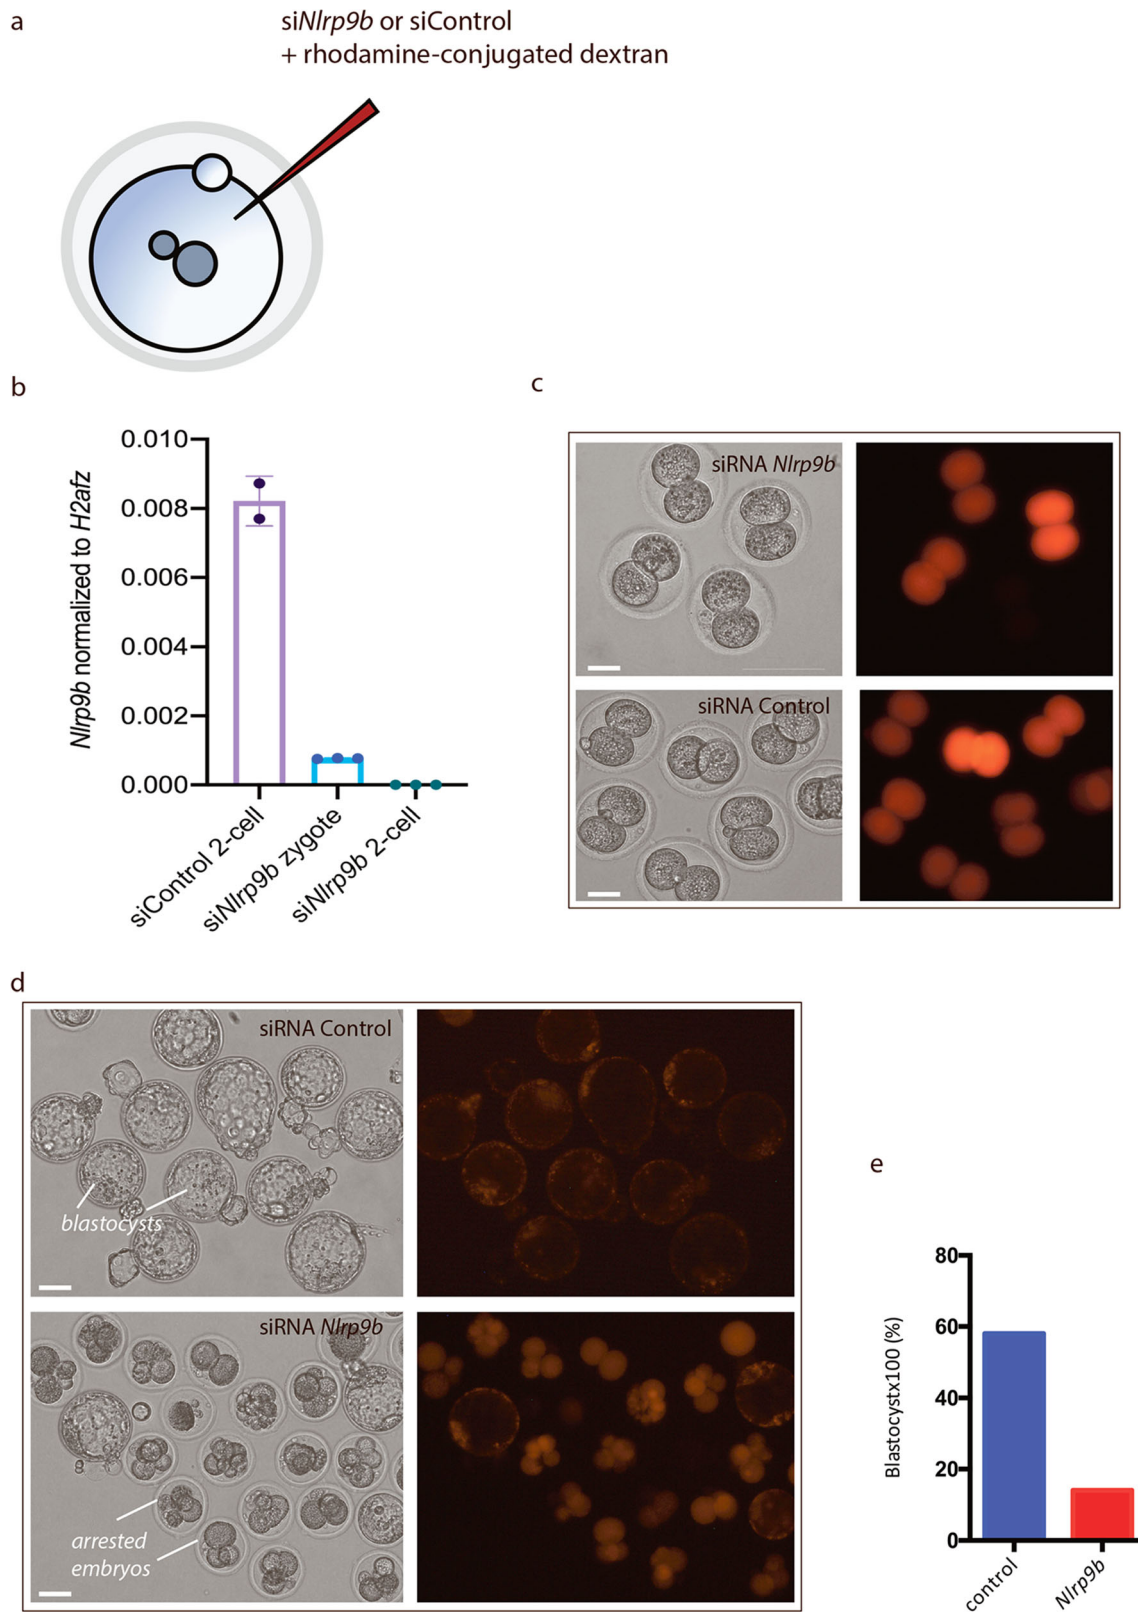 a
siNlrp9b or siControl
+ rhodamine-conjugated dextran
b
Nlrp9b normalized to H2afz
0.010
0.008
0.006
0.004
0.002
0.000
siControl 2-cell
siNlrp9b zygote
siNlrp9b 2-cell
c
siRNA Nlrp9b
siRNA Control
d
siRNA Control
blastocysts
siRNA Nlrp9b
arrested
embryos
e
Blastocystx100 (%)
80
60
40
20
0
control
Nlrp9b